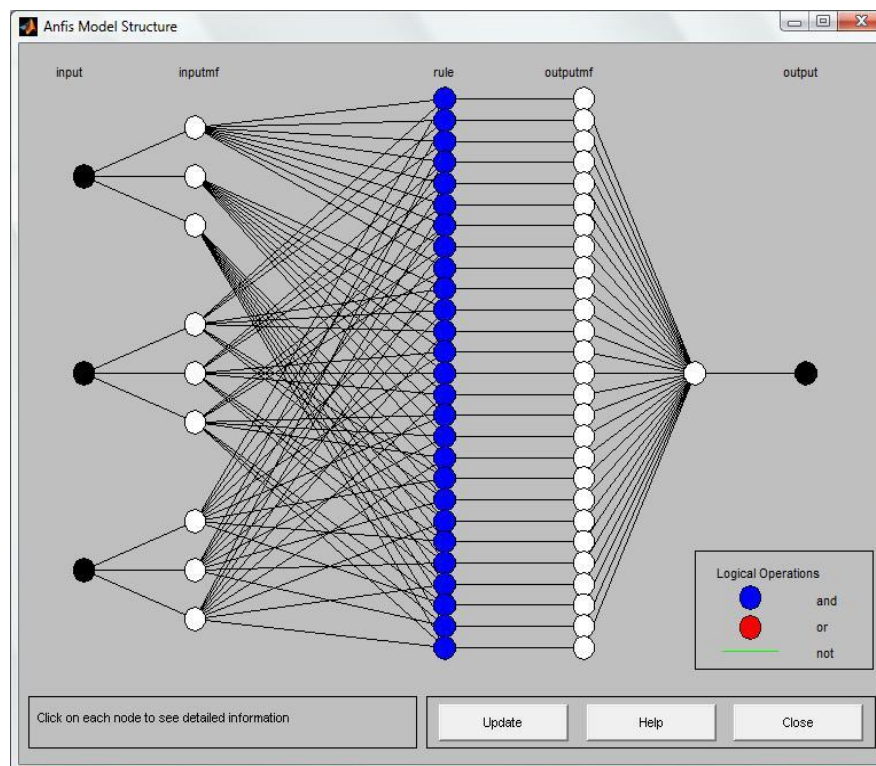 Anfis Model Structure
input inputmf rule outputmf output
Logical Operations
and
or
not
Click on each node to see detailed information
Update Help Close